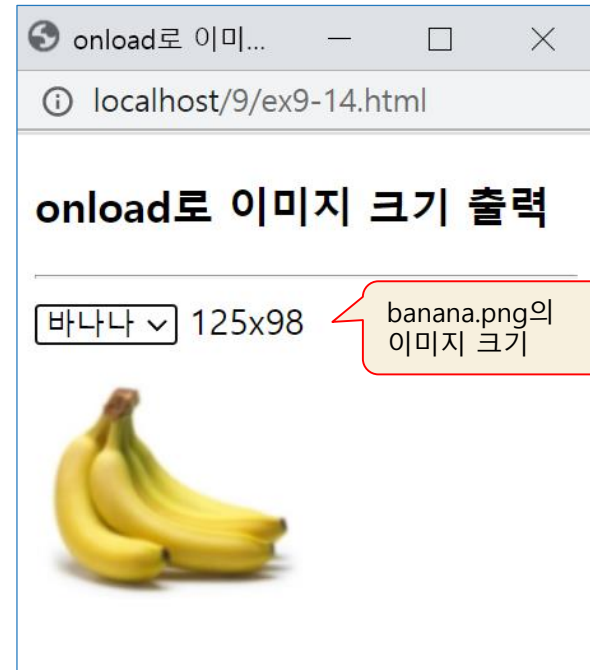 onload로 이미...
localhost/9/ex9-14.html
onload로 이미지 크기 출력
바나나 125x98
banana.png의
이미지 크기